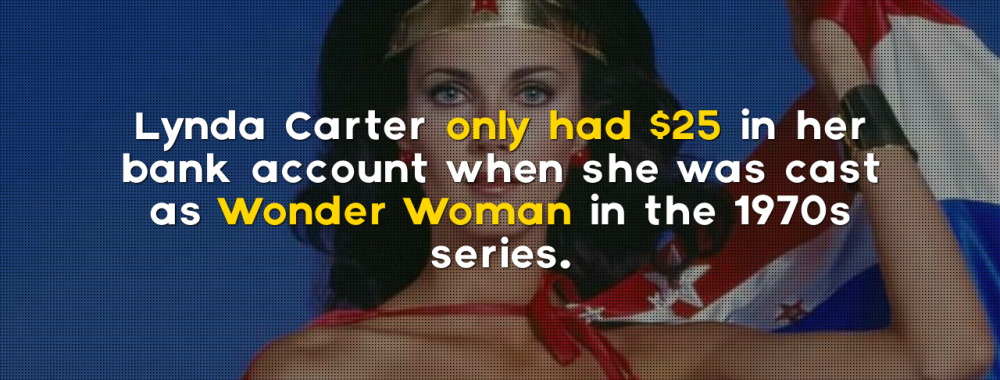 Lynda Carter only had $25 in her
bank account when she was cast
as Wonder Woman in the 1970s
series.